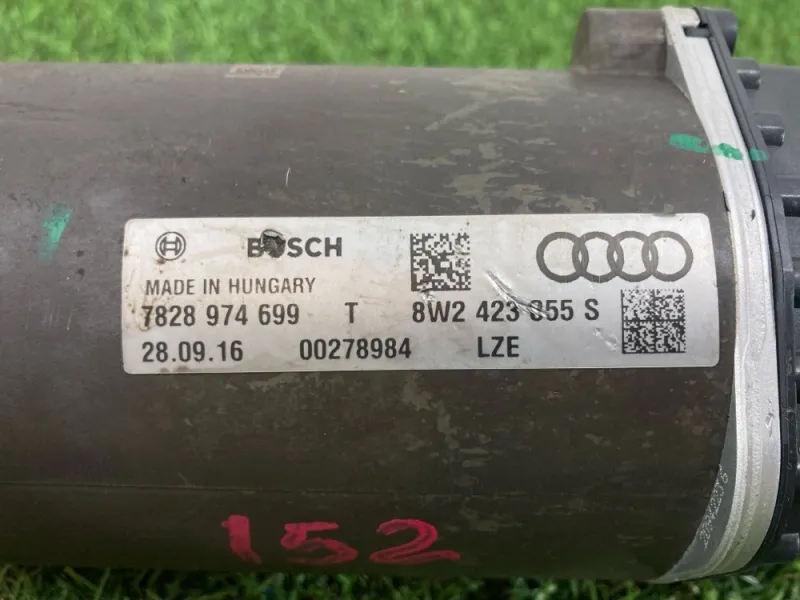 BOSCH
MADE IN HUNGARY
7828 974 699 T 8W2 423 055 S
28.09.16 00278984 LZE
152